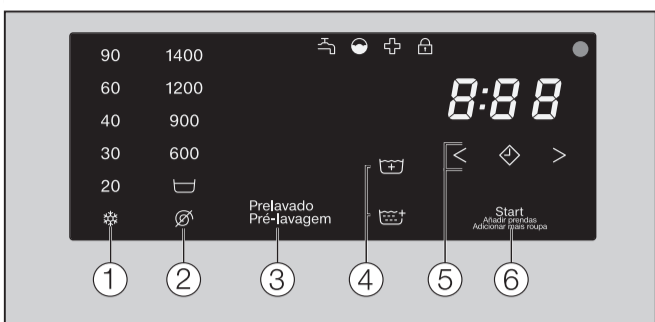 90 1400
60 1200
40 900
30 600
20
8:88
< >
Prelavado
Pré-lavagem
Start
Añadir prendas
Adicionar mais roupa
1 2 3 4 5 6